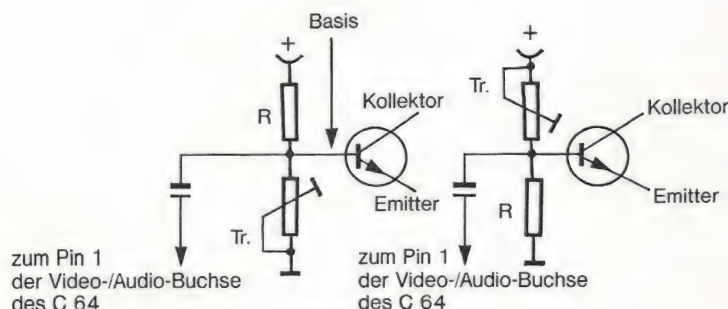 Basis
+
Kollektor
R
Emitter
Tr.
zum Pin 1
der Video-/Audio-Buchse
des C 64
+
Tr.
Kollektor
Emitter
R
zum Pin 1
der Video-/Audio-Buchse
des C 64